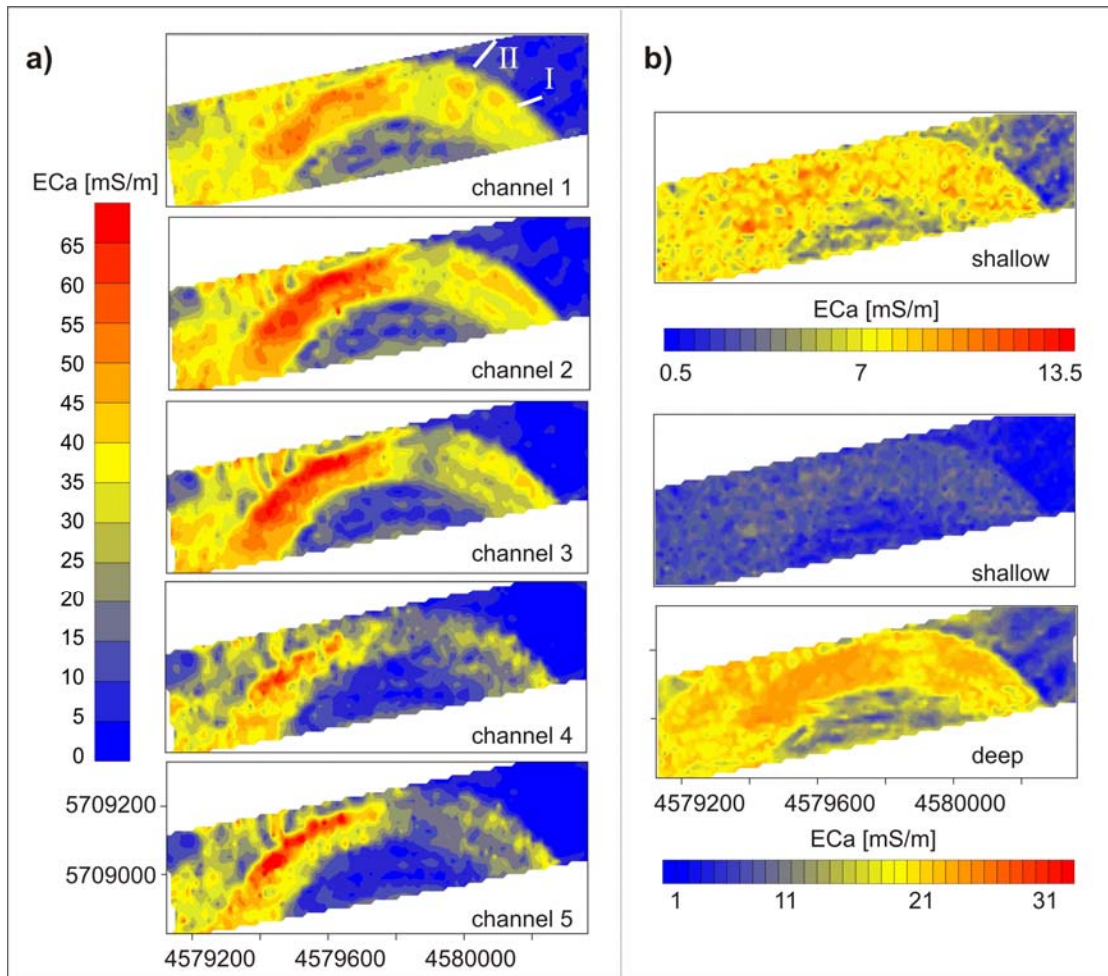 a)
II
I
channel 1
ECa [mS/m]
65
60
55
50
45
40
35
30
25
20
15
10
5
0
channel 2
channel 3
channel 4
channel 5
5709200
5709000
4579200 4579600 4580000
b)
shallow
ECa [mS/m]
0.5 7 13.5
shallow
deep
4579200 4579600 4580000
ECa [mS/m]
1 11 21 31